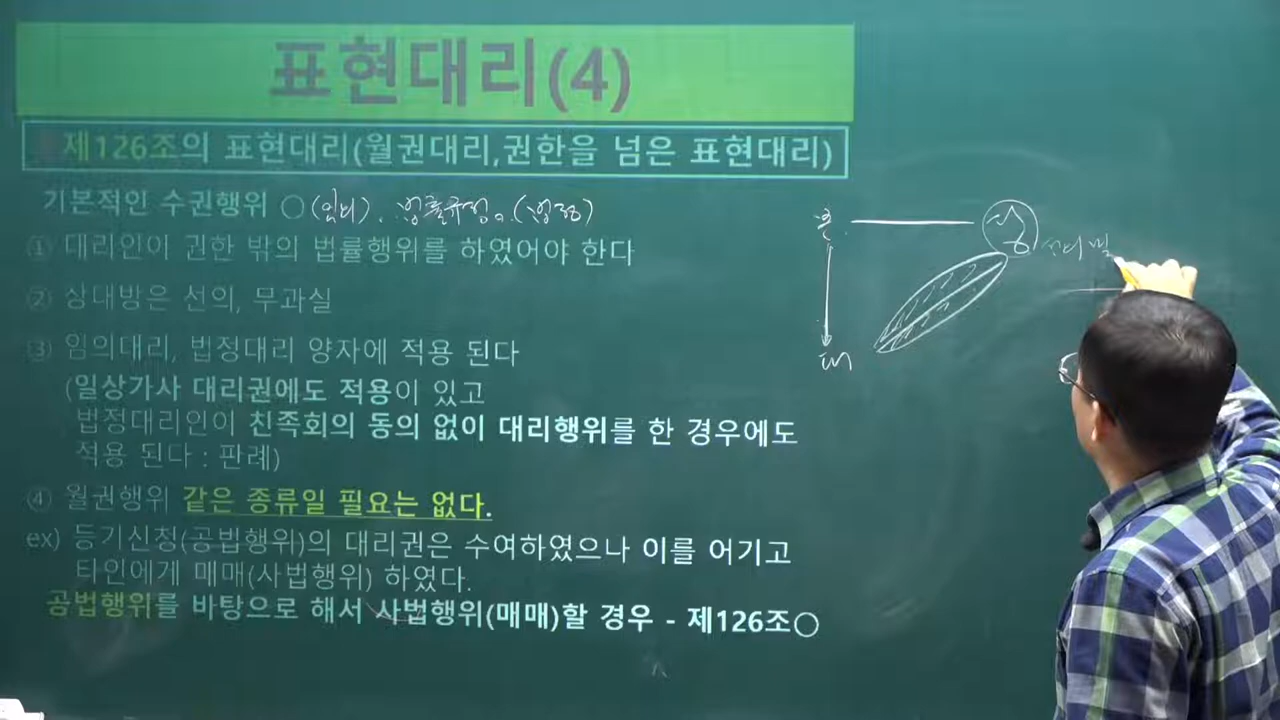 표현대리(4)
제126조의 표현대리(월권대리,권한을 넘은 표현대리)
기본적인 수권행위 ○ (임대). 법률규정。(법정)
① 대리인이 권한 밖의 법률행위를 하였어야 한다
② 상대방은 선의, 무과실
③ 임의대리, 법정대리 양자에 적용 된다
(일상가사 대리권에도 적용이 있고
법정대리인이 친족회의 동의 없이 대리행위를 한 경우에도
적용 된다 : 판례)
④ 월권행위 같은 종류일 필요는 없다.
ex) 등기신청(공법행위)의 대리권은 수여하였으나 이를 어기고
타인에게 매매(사법행위) 하였다.
공법행위를 바탕으로 해서 사법행위(매매)할 경우 - 제126조○
본
상
대